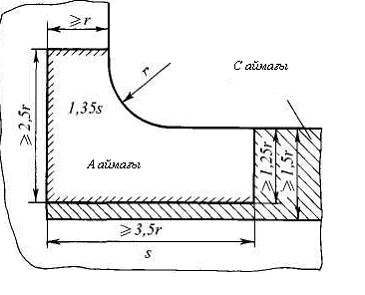 ≥r
r
С аймағы
1,35s
≥2,5r
А аймағы
≥1,25r
≥1,5r
≥3,5r
s